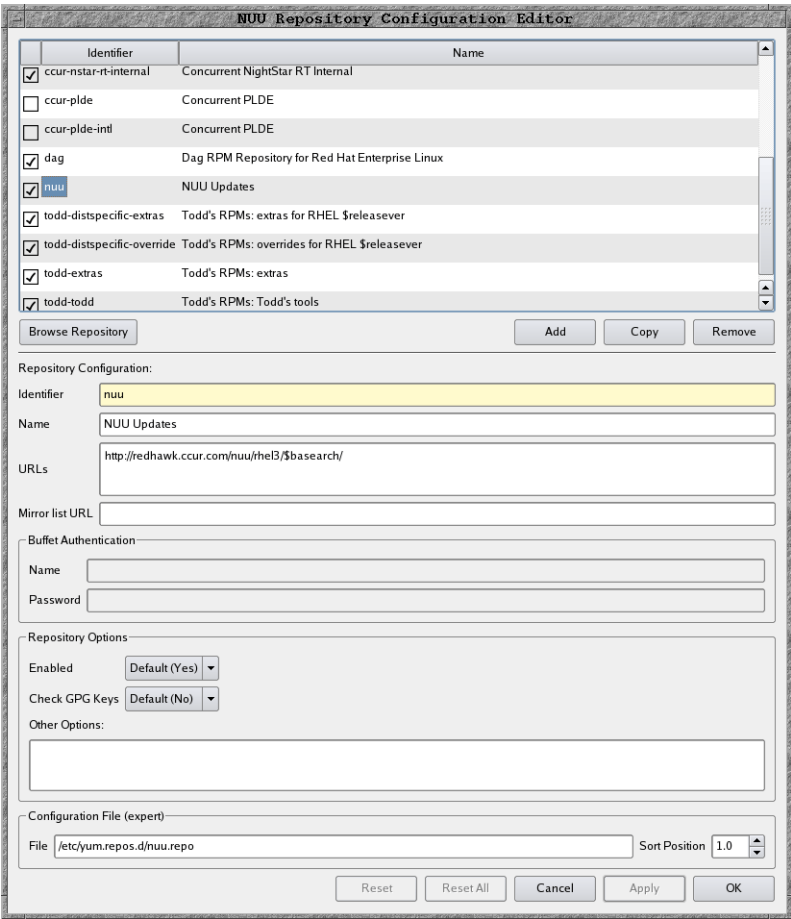 NUU Repository Configuration Editor
Identifier Name
ccur-nstar-rt-internal Concurrent NightStar RT Internal
ccur-plde Concurrent PLDE
ccur-plde-intl Concurrent PLDE
dag Dag RPM Repository for Red Hat Enterprise Linux
nuu NUU Updates
todd-distspecific-extras Todd's RPMs: extras for RHEL $releasever
todd-distspecific-override Todd's RPMs: overrides for RHEL $releasever
todd-extras Todd's RPMs: extras
todd-todd Todd's RPMs: Todd's tools
Browse Repository Add Copy Remove
Repository Configuration:
Identifier nuu
Name NUU Updates
URLs http://redhawk.ccur.com/nuu/rhel3/$basearch/
Mirror list URL
Buffet Authentication
Name
Password
Repository Options
Enabled Default (Yes)
Check GPG Keys Default (No)
Other Options:
Configuration File (expert)
File /etc/yum.repos.d/nuu.repo Sort Position 1.0
Reset Reset All Cancel Apply OK